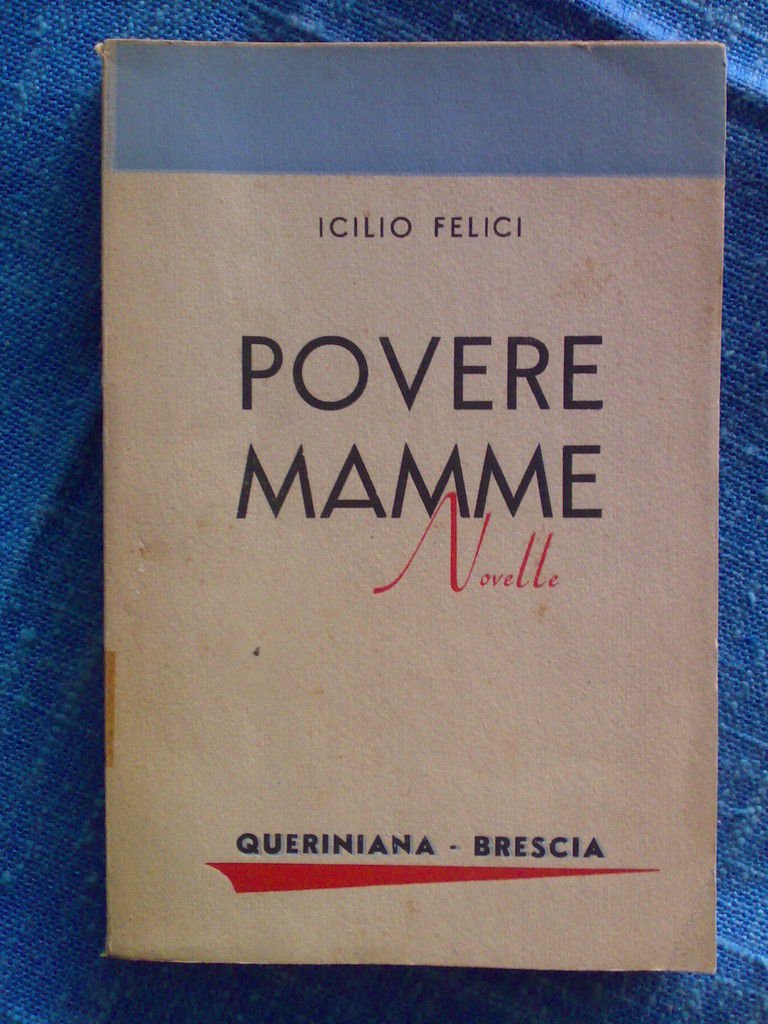 ICILIO FELICI
POVERE
MAMME
Novelle
QUERINIANA - BRESCIA